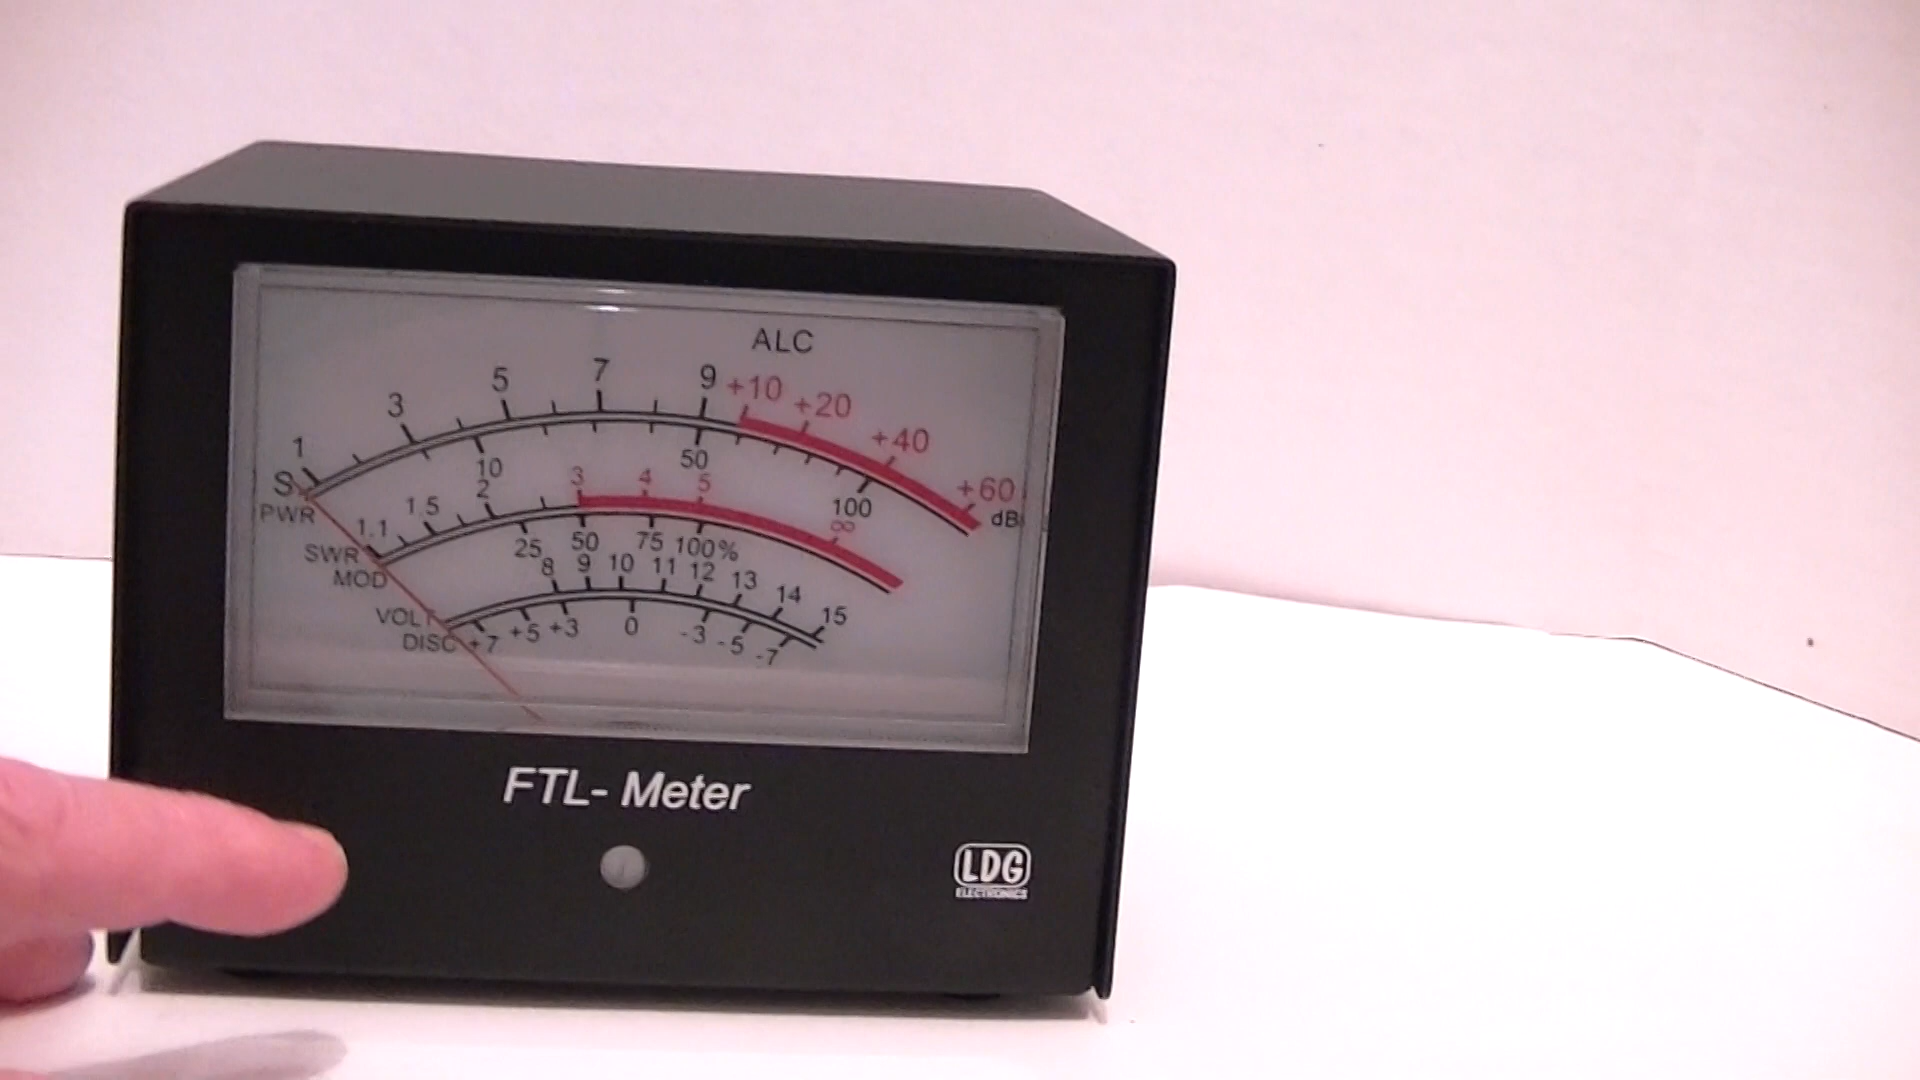 ALC
1 3 5 7 9 +10 +20 +40 +60
S
dB
PWR 10 50 100
SWR 1.1 1.5 2 3 4 5 ∞
MOD 25 50 75 100%
VOLT 8 9 10 11 12 13 14 15
DISC +7 +5 +3 0 -3 -5 -7
FTL- Meter
LDG
ELECTRONICS